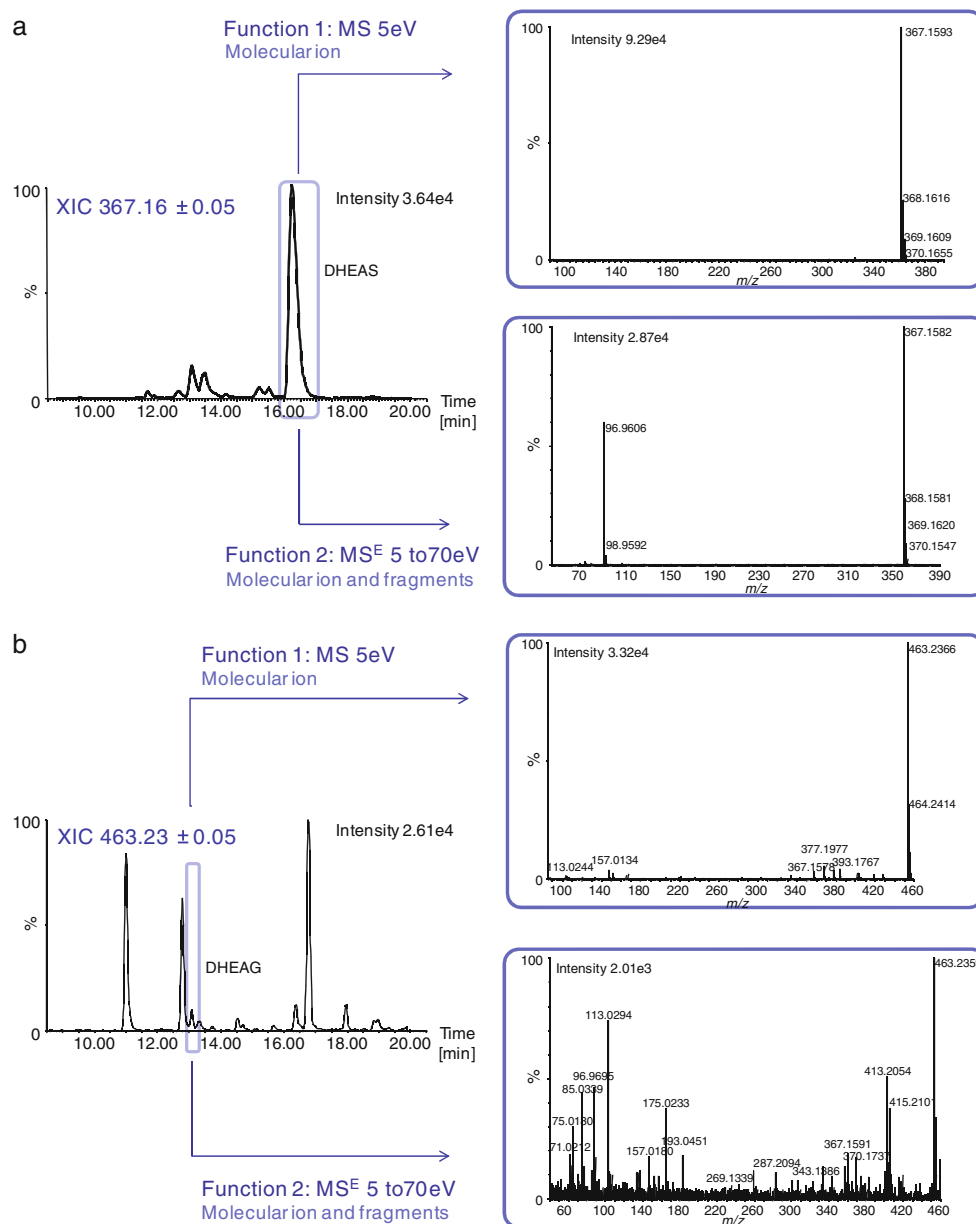 a
Function 1: MS 5eV
Molecular ion
100
XIC 367.16 ±0.05
Intensity 3.64e4
DHEAS
%
0
10.00 12.00 14.00 16.00 18.00 20.00 Time
[min]
Function 2: MSE 5 to70eV
Molecular ion and fragments
100
Intensity 9.29e4
367.1593
%
368.1616
369.1609
370.1655
0
100 140 180 220 260 300 340 380
m/z
100
Intensity 2.87e4
367.1582
%
96.9606
368.1581
369.1620
98.9592
370.1547
0
70 110 150 190 230 270 310 350 390
m/z
b
Function 1: MS 5eV
Molecular ion
100
XIC 463.23 ±0.05
Intensity 2.61e4
%
DHEAG
0
10.00 12.00 14.00 16.00 18.00 20.00 Time
[min]
Function 2: MSE 5 to70eV
Molecular ion and fragments
100
Intensity 3.32e4
463.2366
%
464.2414
377.1977
113.0244 157.0134 367.1578 393.1767
0
100 140 180 220 260 300 340 380 420 460
m/z
100
Intensity 2.01e3
463.235
113.0294
%
96.9695
85.0339
413.2054
175.0233
415.2101
75.0180
71.0212
193.0451
367.1591
157.0180
370.1737
287.2094
343.1886
269.1339
0
60 100 140 180 220 260 300 340 380 420 460
m/z